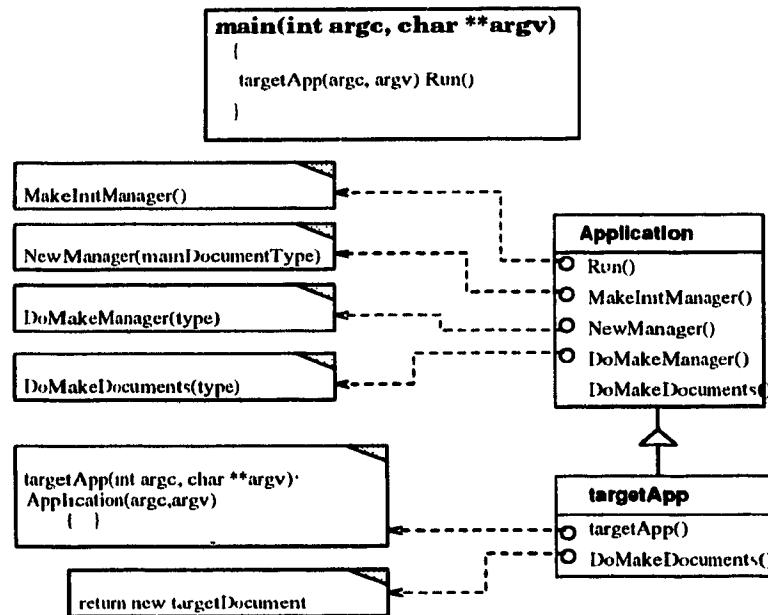 main(int argc, char **argv)
{
targetApp(argc, argv) Run()
}
MakeInitManager()
NewManager(mainDocumentType)
DoMakeManager(type)
DoMakeDocuments(type)
Application
Run()
MakeInitManager()
NewManager()
DoMakeManager()
DoMakeDocuments()
targetApp(int argc, char **argv):
Application(argc,argv)
{ }
return new targetDocument
targetApp
targetApp()
DoMakeDocuments()